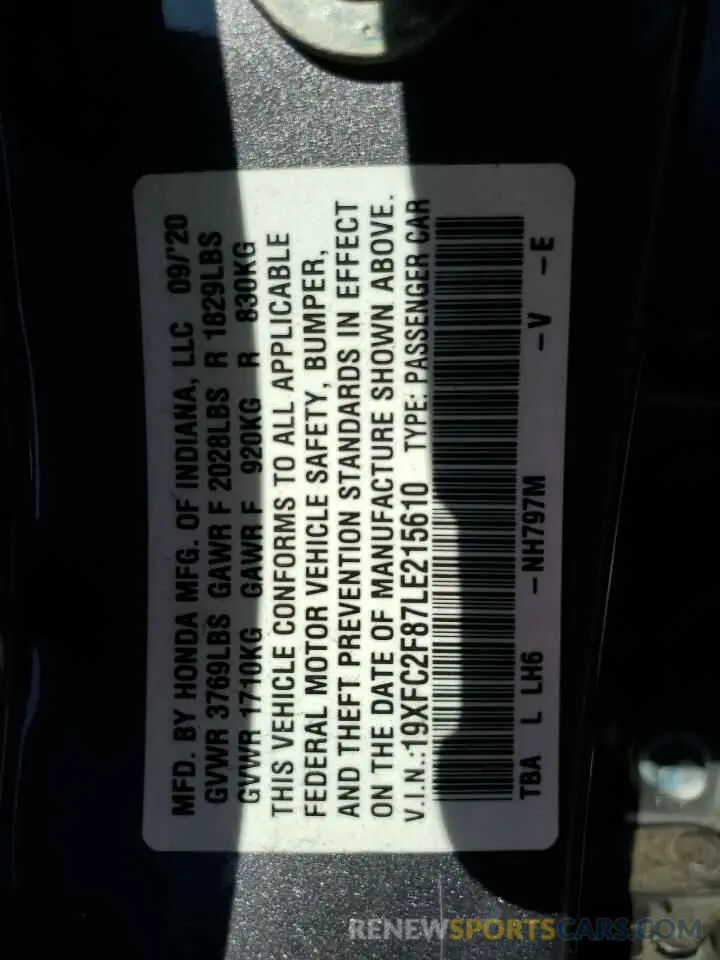 MFD. BY HONDA MFG. OF INDIANA, LLC 09/'20
GVWR 3769LBS GAWR F 2028LBS R 1829LBS
GVWR 1710KG GAWR F 920KG R 830KG
THIS VEHICLE CONFORMS TO ALL APPLICABLE
FEDERAL MOTOR VEHICLE SAFETY, BUMPER,
AND THEFT PREVENTION STANDARDS IN EFFECT
ON THE DATE OF MANUFACTURE SHOWN ABOVE.
V.I.N.:19XFC2F87LE215610 TYPE: PASSENGER CAR
TBA L LH6 -NH797M -V -E
RENEWSPORTSCARS.COM